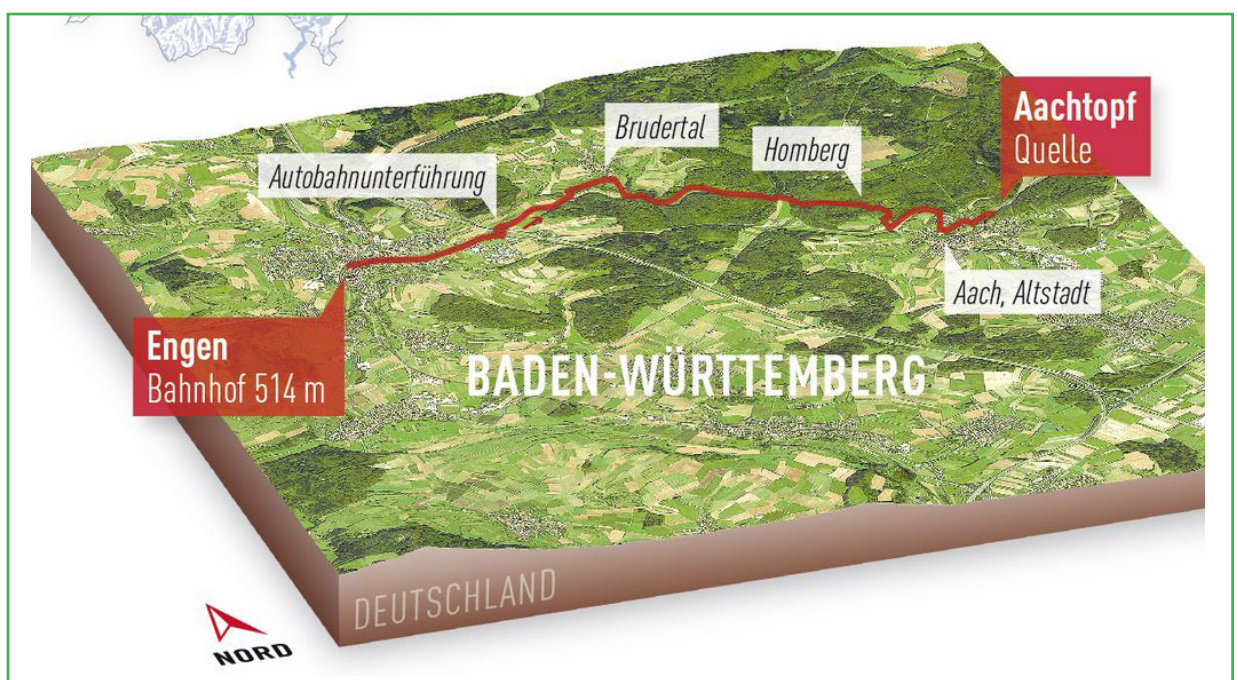 Aachtopf
Quelle
Brudertal
Homberg
Autobahnunterführung
Aach, Altstadt
Engen
Bahnhof 514 m
BADEN-WÜRTTEMBERG
DEUTSCHLAND
NORD